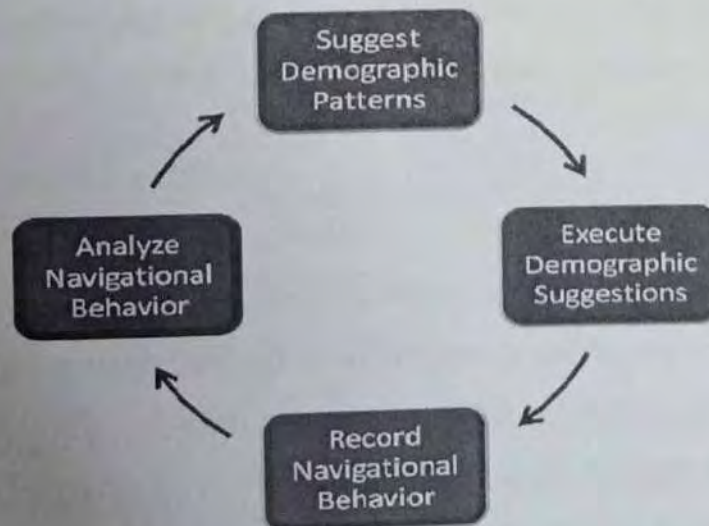 Suggest
Demographic
Patterns
Execute
Demographic
Suggestions
Record
Navigational
Behavior
Analyze
Navigational
Behavior